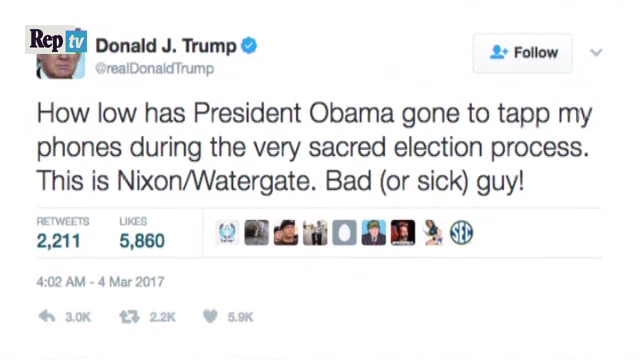 Rep tv
Donald J. Trump
@realDonaldTrump
Follow
How low has President Obama gone to tapp my
phones during the very sacred election process.
This is Nixon/Watergate. Bad (or sick) guy!
RETWEETS LIKES
2,211 5,860
SEC
4:02 AM - 4 Mar 2017
3.0K 2.2K 5.9K